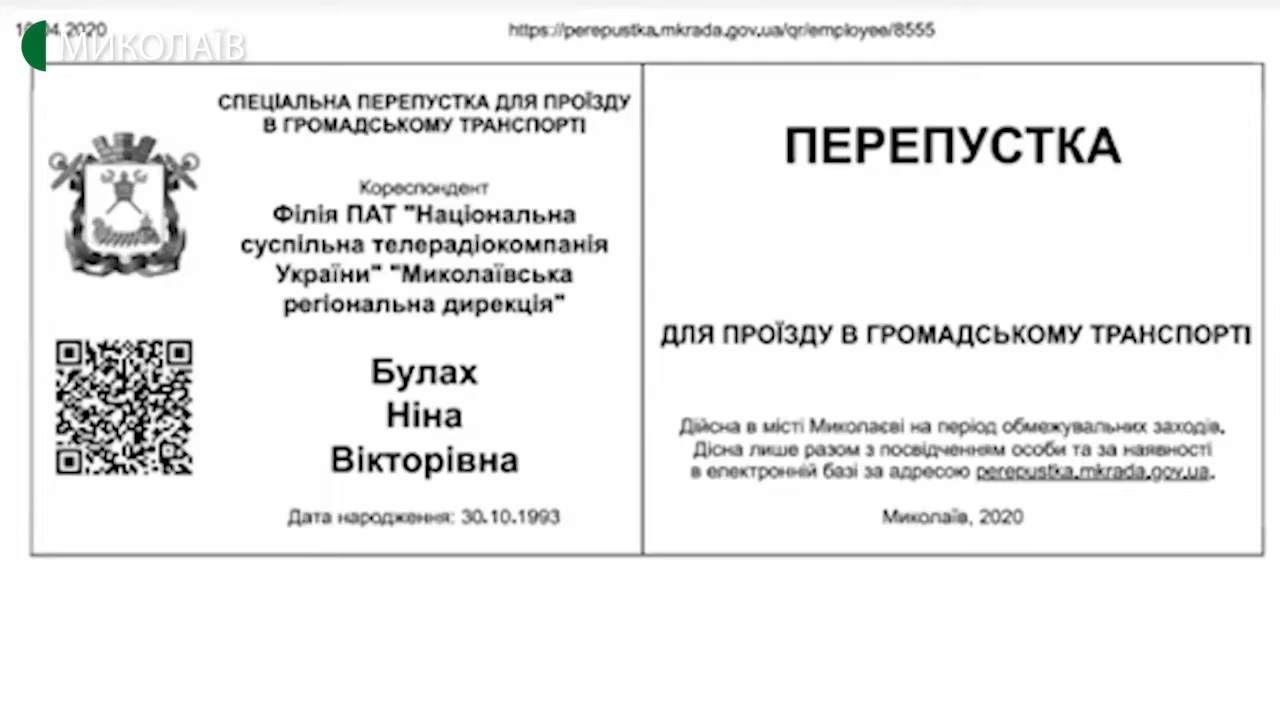 04.2020
https://perepustka.mkrada.gov.ua/qr/employee/8555
МИКОЛАЇВ
СПЕЦІАЛЬНА ПЕРЕПУСТКА ДЛЯ ПРОЇЗДУ
В ГРОМАДСЬКОМУ ТРАНСПОРТІ
Кореспондент
Філія ПАТ "Національна
суспільна телерадіокомпанія
України" "Миколаївська
регіональна дирекція"
Булах
Ніна
Вікторівна
Дата народження: 30.10.1993
ПЕРЕПУСТКА
ДЛЯ ПРОЇЗДУ В ГРОМАДСЬКОМУ ТРАНСПОРТІ
Дійсна в місті Миколаєві на період обмежувальних заходів.
Дісна лише разом з посвідченням особи та за наявності
в електронній базі за адресою perepustka.mkrada.gov.ua.
Миколаїв, 2020